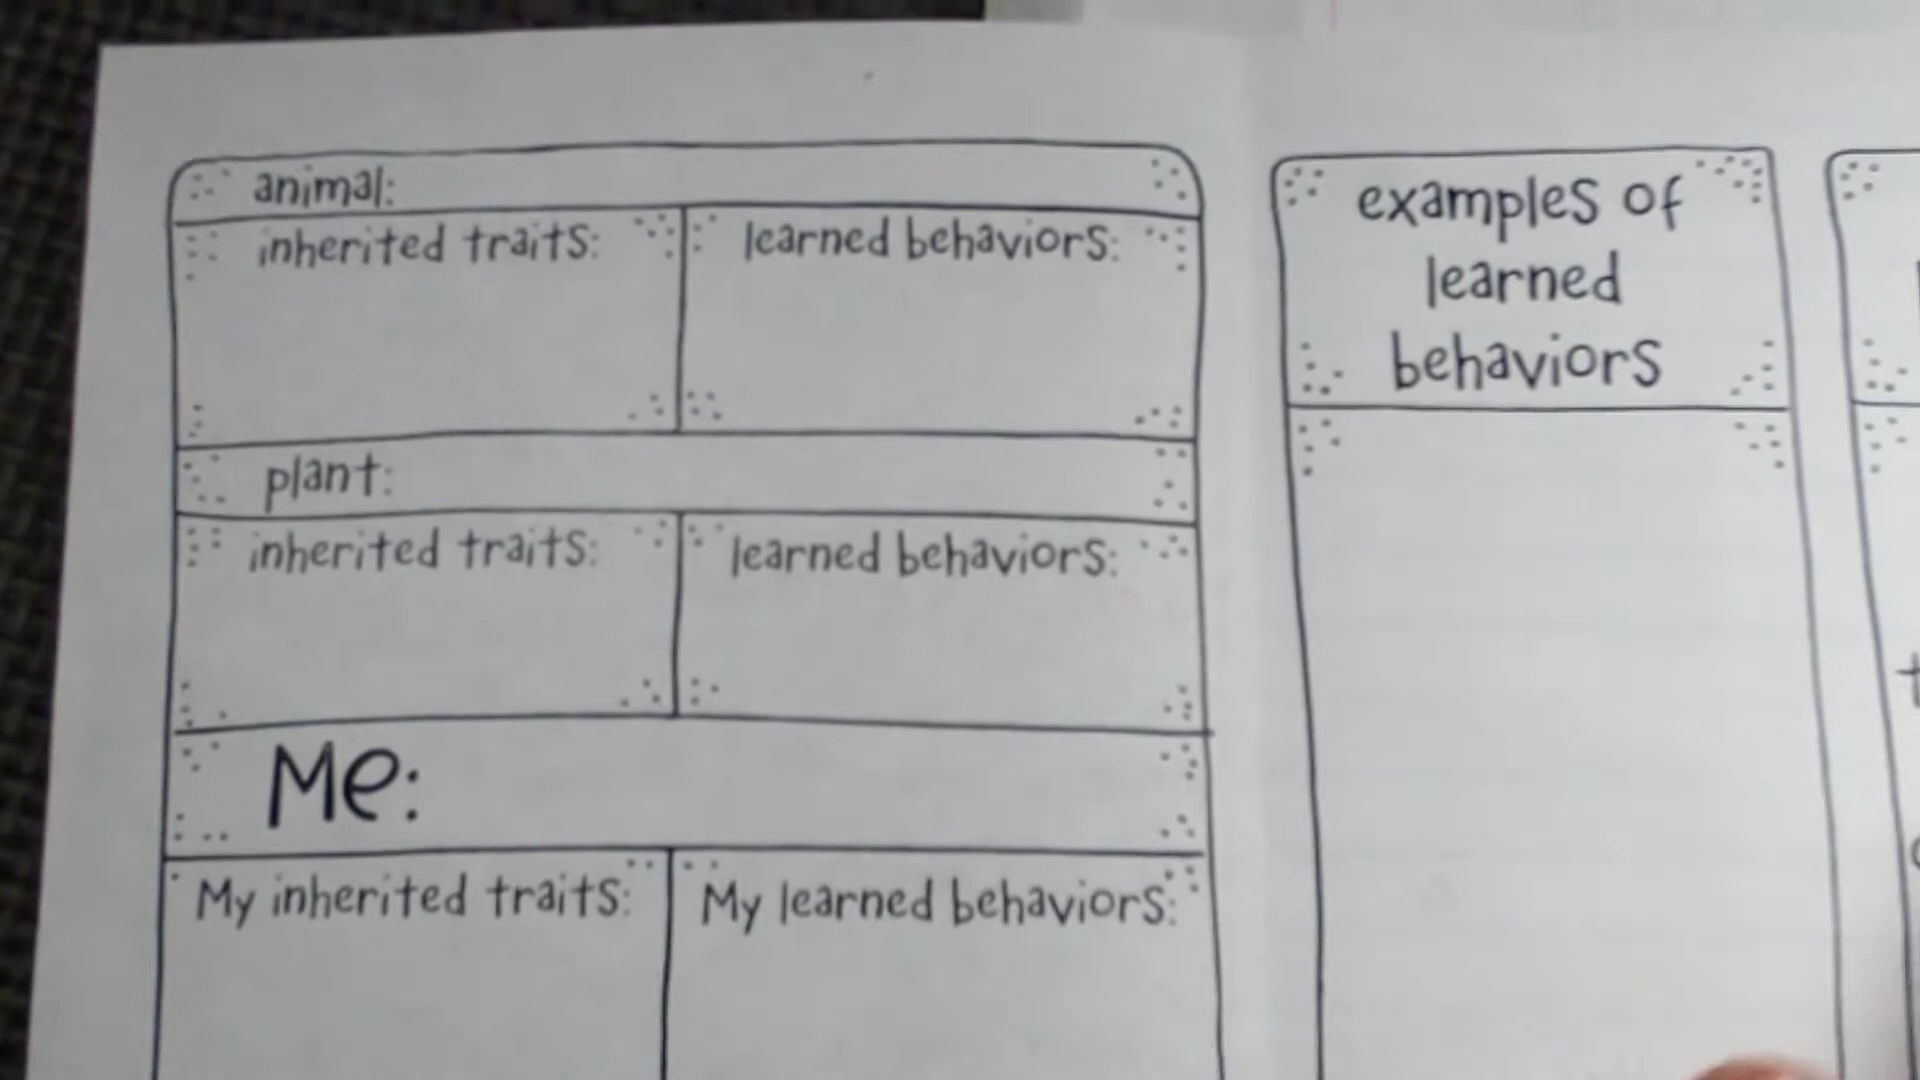 animal:
inherited traits:
learned behaviors:
plant:
inherited traits:
learned behaviors:
Me:
My inherited traits:
My learned behaviors:
examples of
learned
behaviors